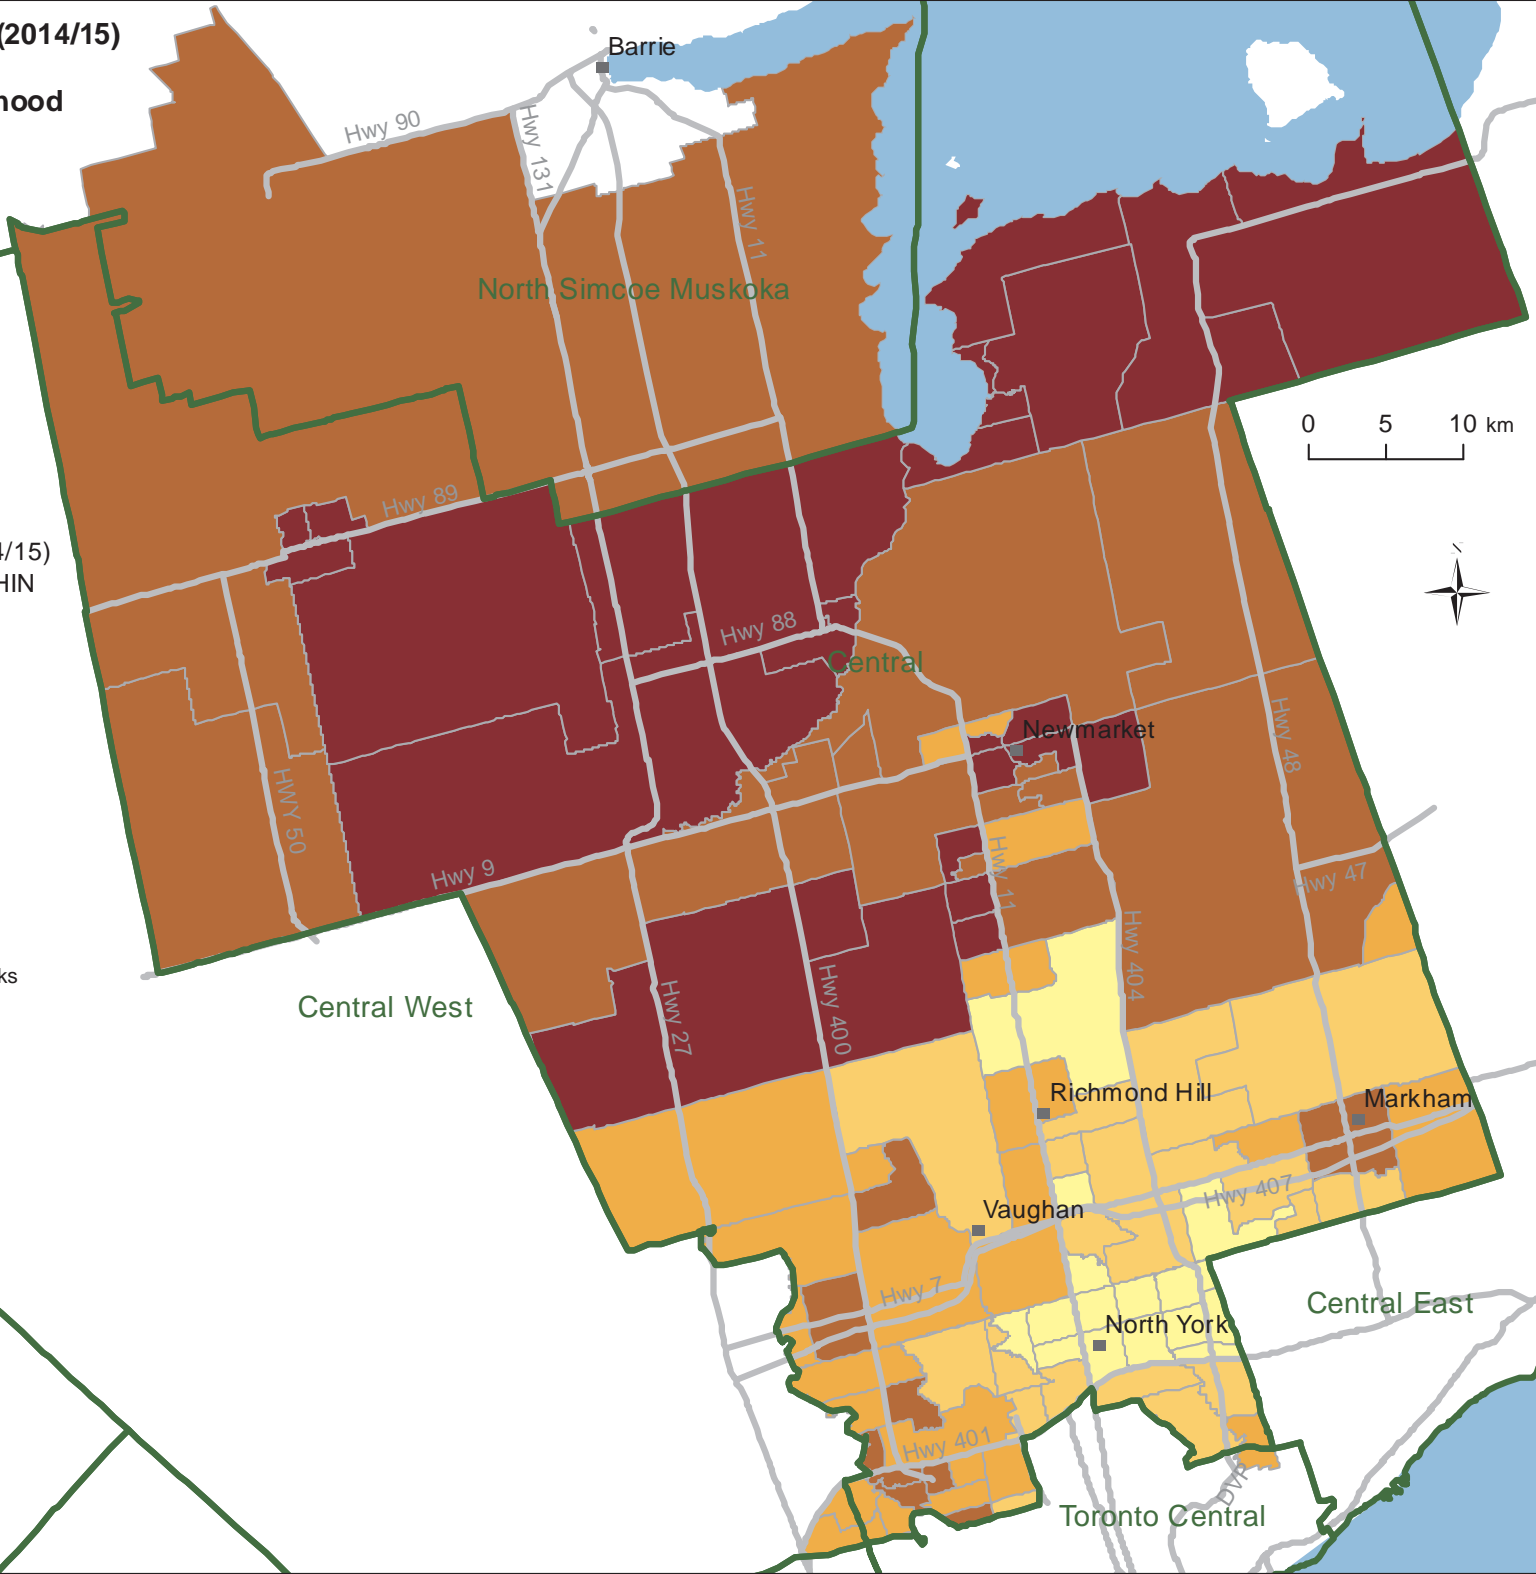 (2014/15)
Barrie
nood
Hwy 90
Hwy 131
Hwy 11
North Simcoe Muskoka
0 5 10 km
Hwy 89
4/15)
HIN
N
Hwy 88
Central
Newmarket
Hwy 48
HWY 50
Hwy 9
Hwy 11
Hwy 47
Hwy 404
ks
Central West
Hwy 27
Hwy 400
Richmond Hill
Markham
Hwy 407
Vaughan
Hwy 7
Central East
North York
Hwy 401
DVP
Toronto Central